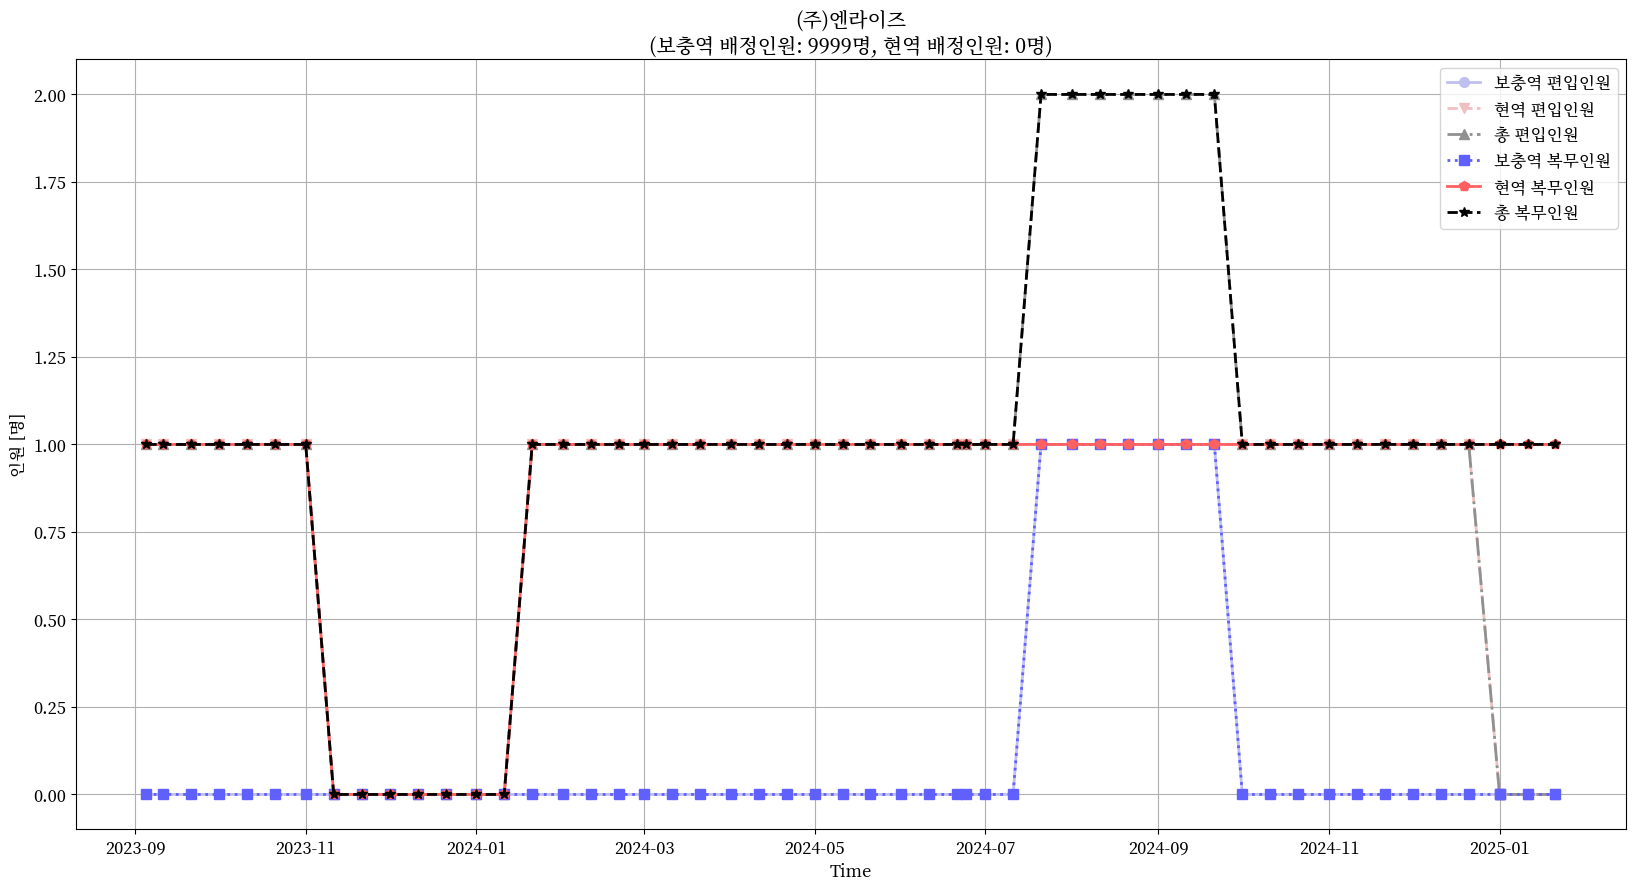 (주)엔라이즈
(보충역 배정인원: 9999명, 현역 배정인원: 0명)
보충역 편입인원
현역 편입인원
총 편입인원
보충역 복무인원
현역 복무인원
총 복무인원
인원 [명]
2.00
1.75
1.50
1.25
1.00
0.75
0.50
0.25
0.00
2023-09 2023-11 2024-01 2024-03 2024-05 2024-07 2024-09 2024-11 2025-01
Time